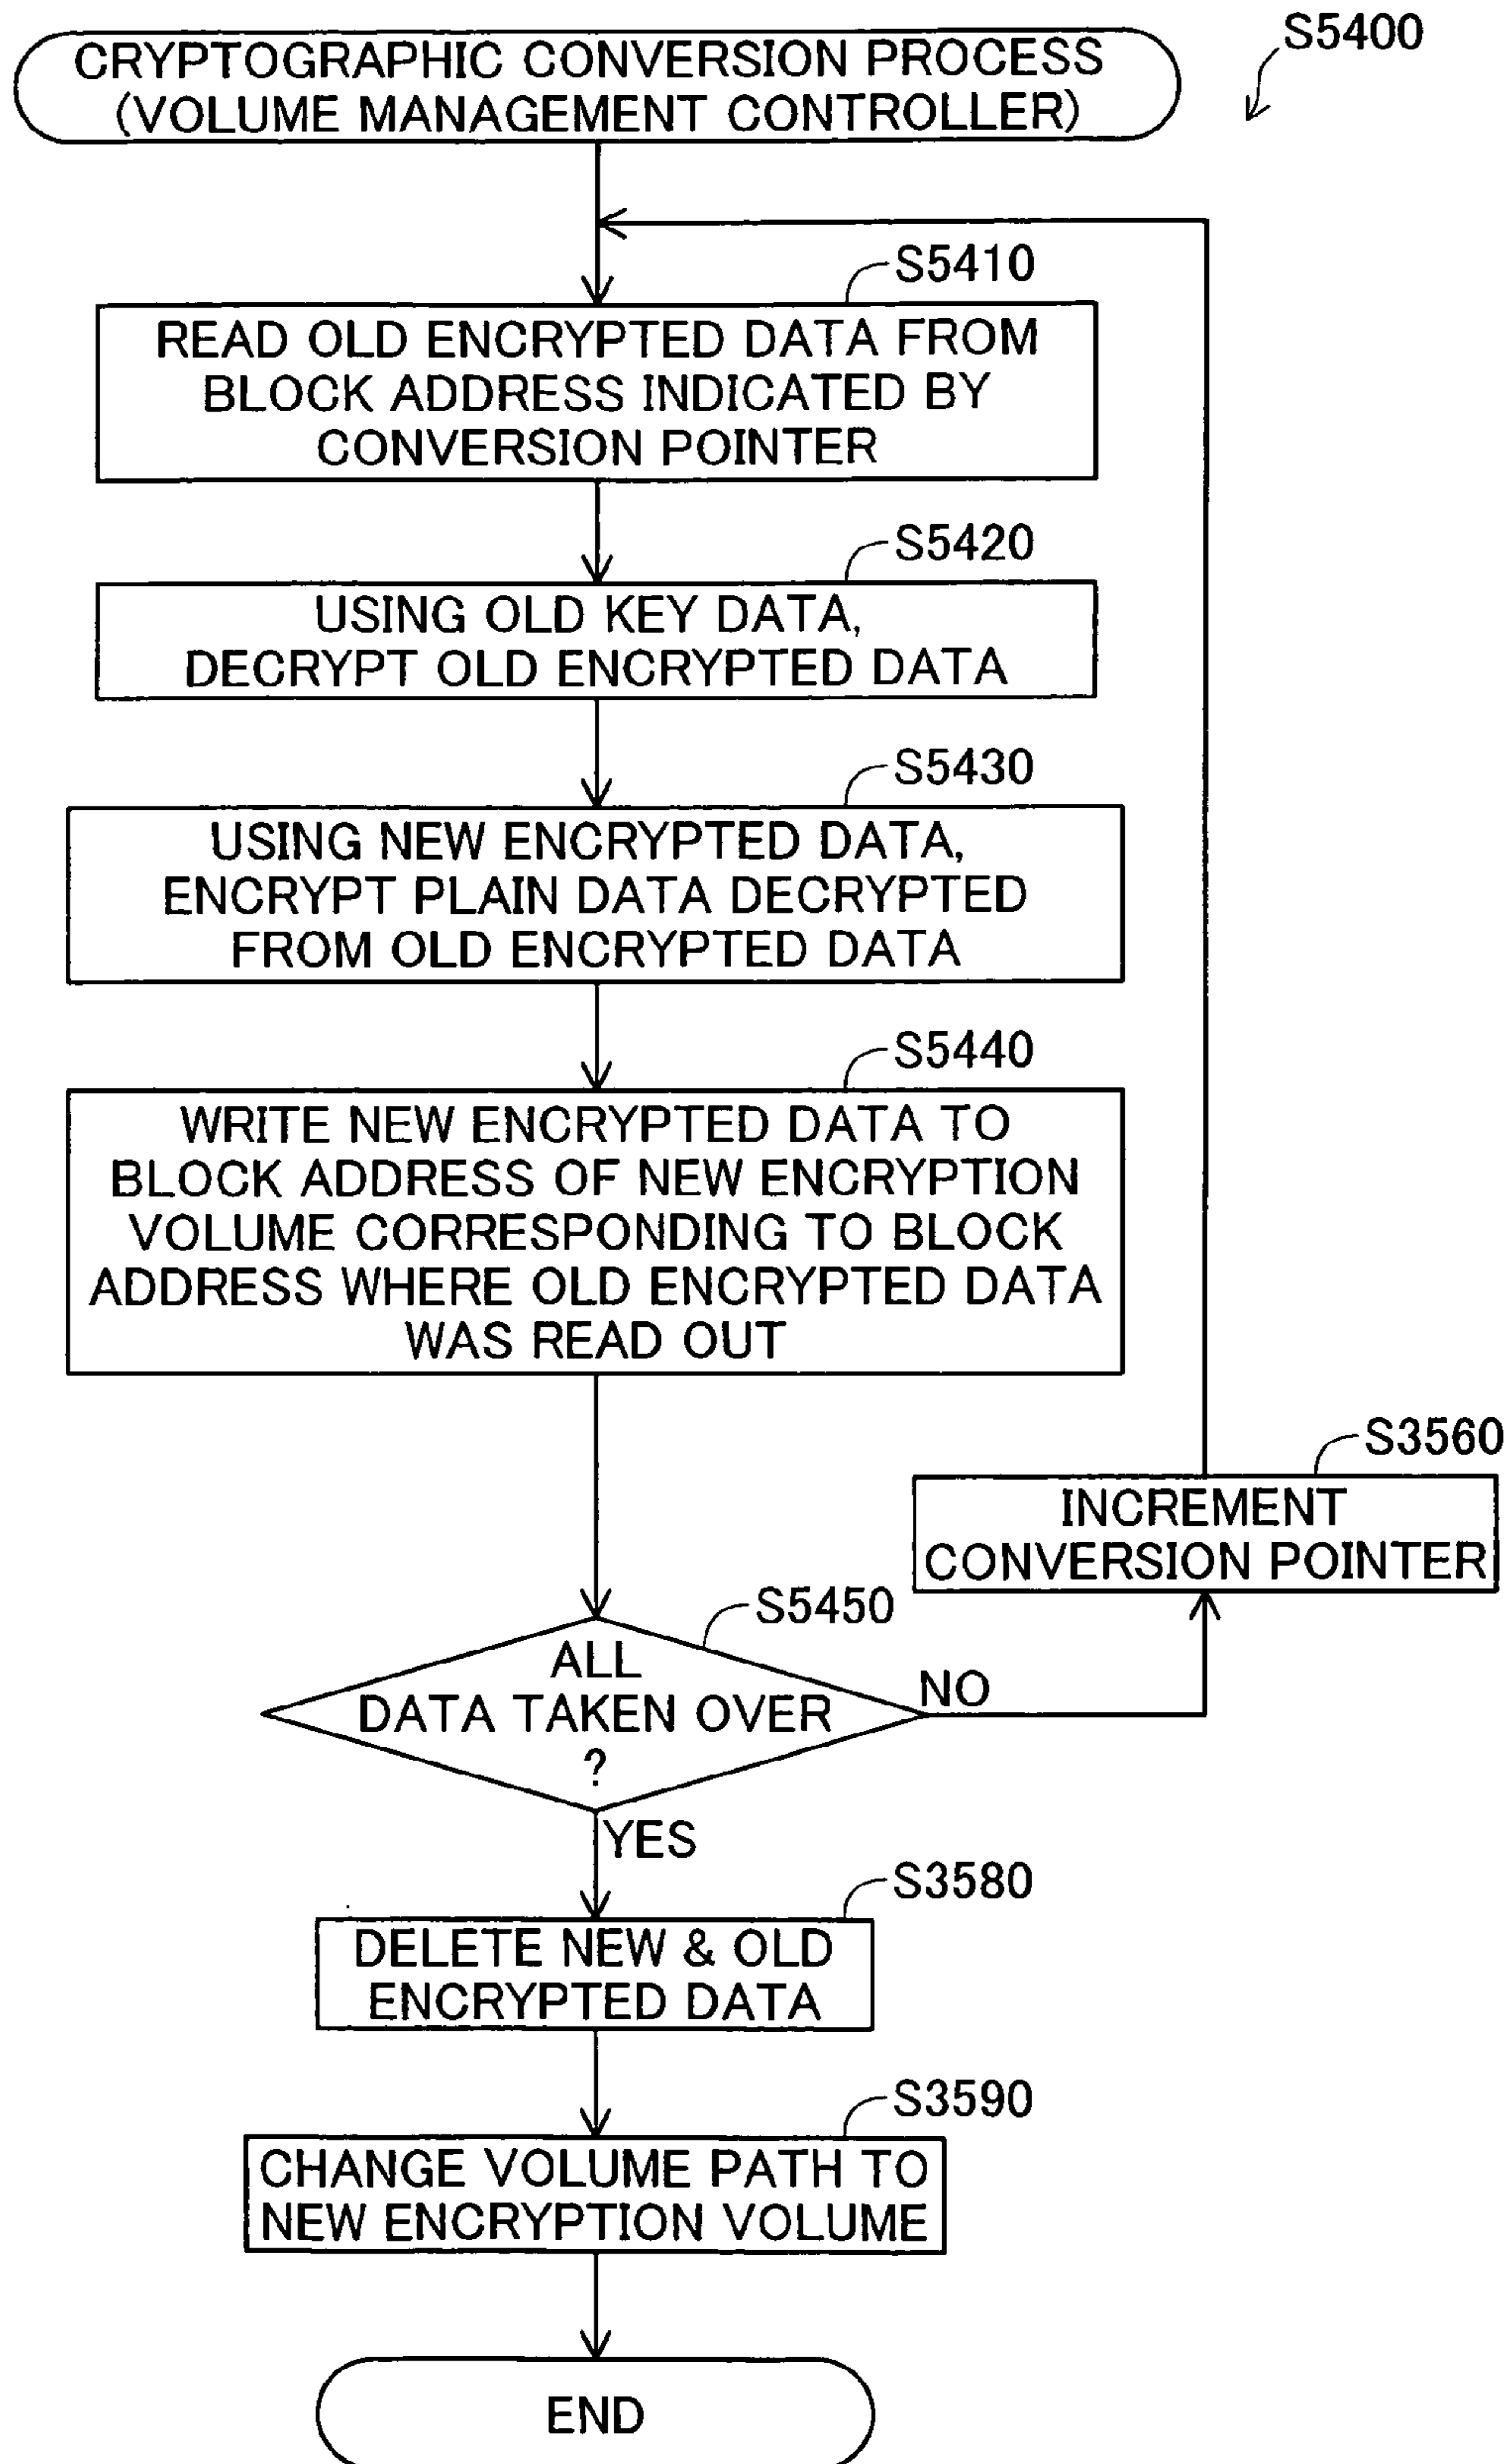 CRYPTOGRAPHIC CONVERSION PROCESS
(VOLUME MANAGEMENT CONTROLLER)
S5400
S5410
READ OLD ENCRYPTED DATA FROM
BLOCK ADDRESS INDICATED BY
CONVERSION POINTER
S5420
USING OLD KEY DATA,
DECRYPT OLD ENCRYPTED DATA
S5430
USING NEW ENCRYPTED DATA,
ENCRYPT PLAIN DATA DECRYPTED
FROM OLD ENCRYPTED DATA
S5440
WRITE NEW ENCRYPTED DATA TO
BLOCK ADDRESS OF NEW ENCRYPTION
VOLUME CORRESPONDING TO BLOCK
ADDRESS WHERE OLD ENCRYPTED DATA
WAS READ OUT
S3560
INCREMENT
CONVERSION POINTER
S5450
ALL
DATA TAKEN OVER
?
NO
YES
S3580
DELETE NEW & OLD
ENCRYPTED DATA
S3590
CHANGE VOLUME PATH TO
NEW ENCRYPTION VOLUME
END